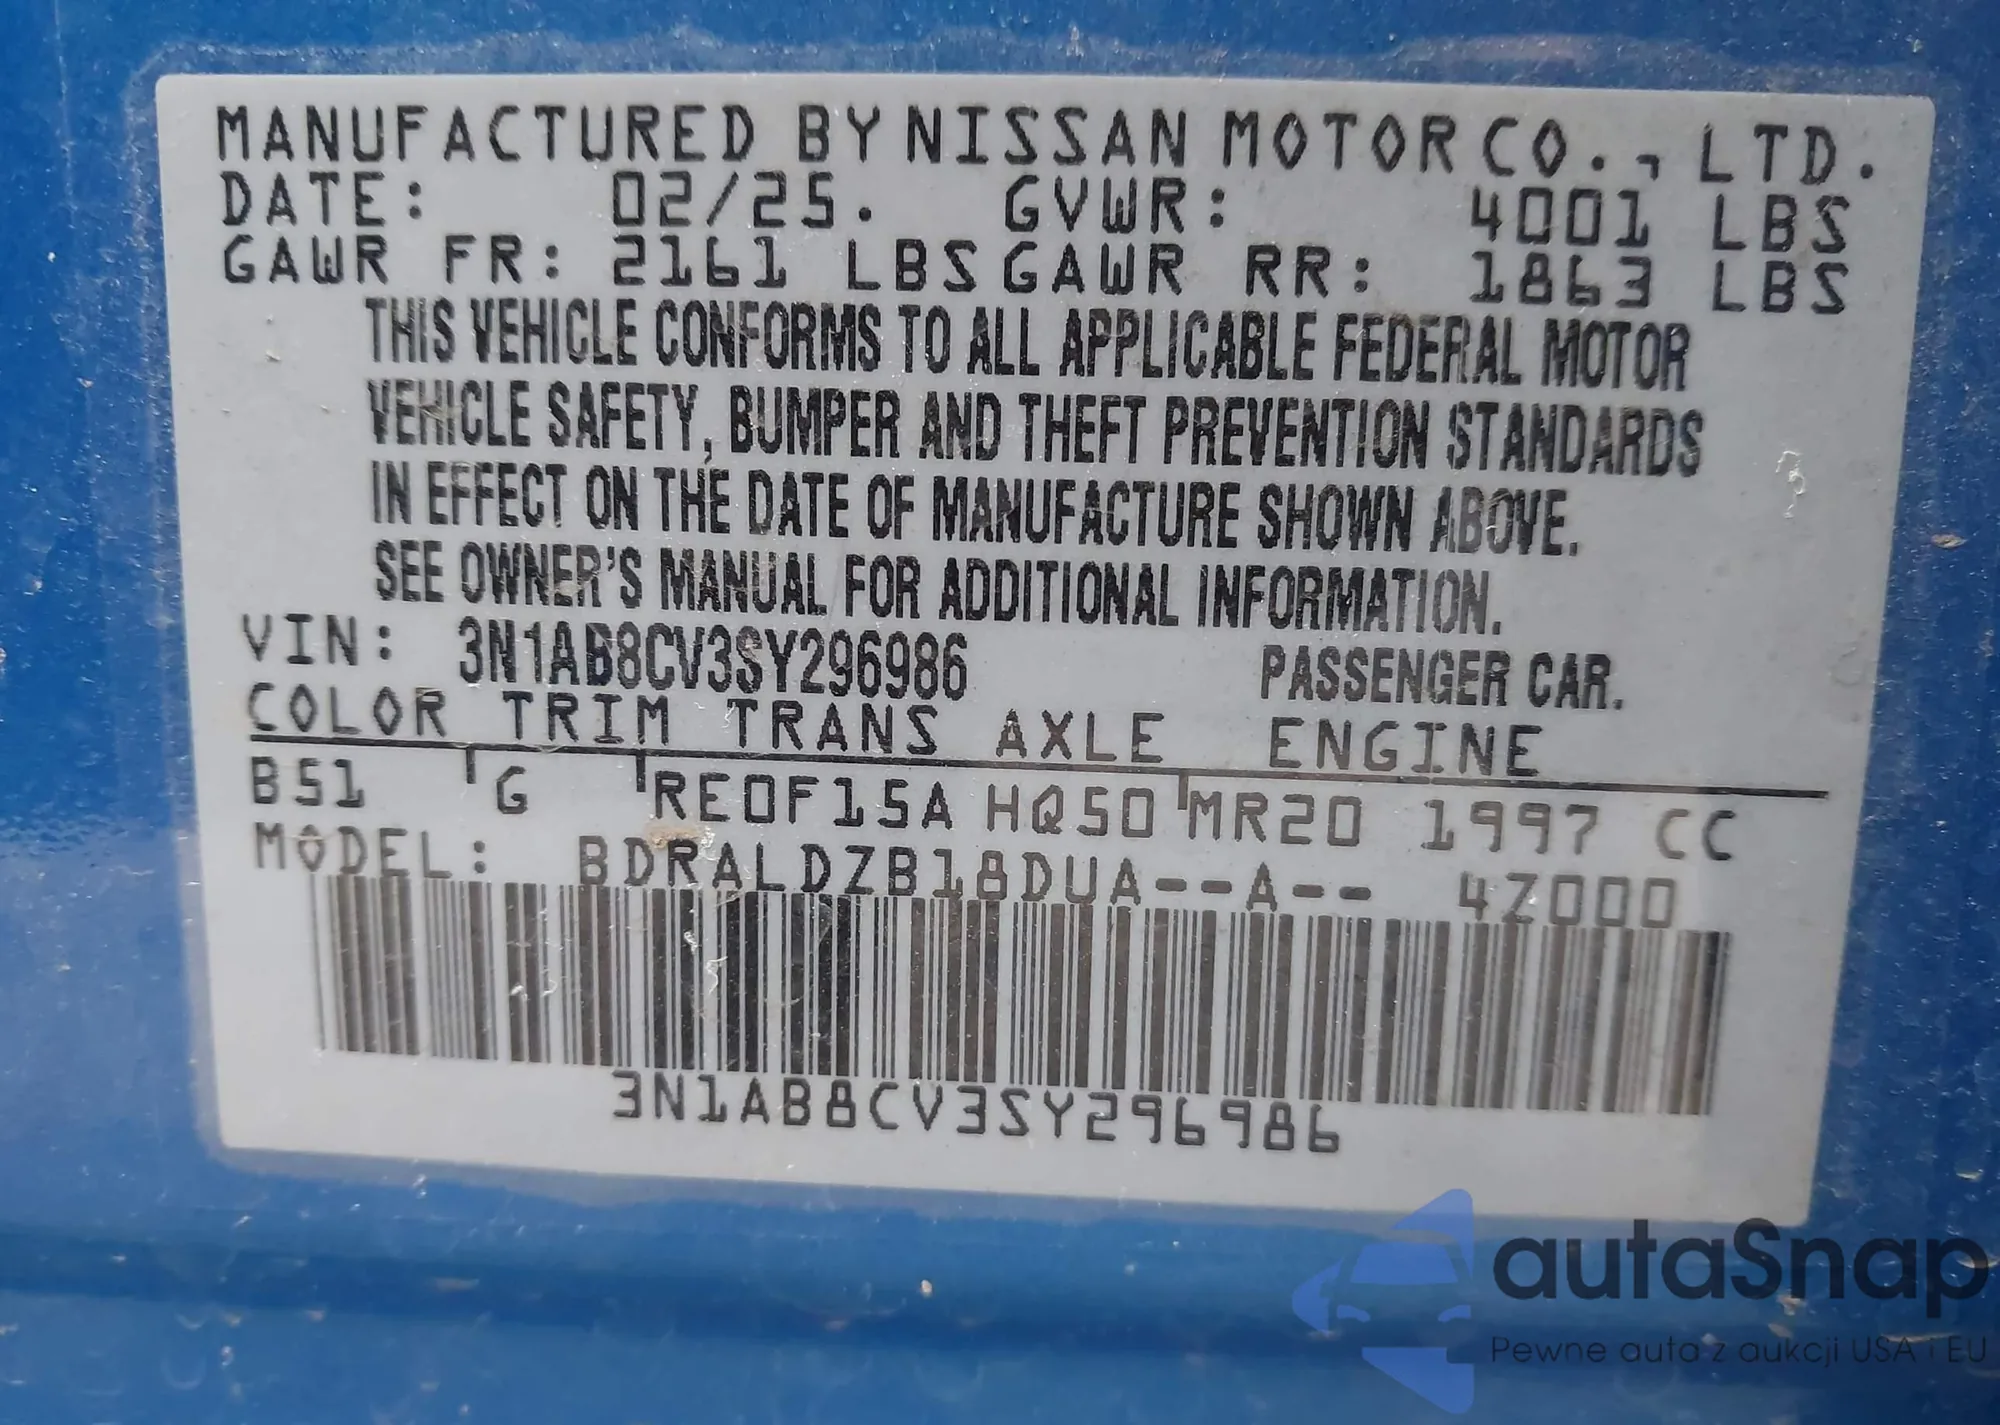 MANUFACTURED BY NISSAN MOTOR CO., LTD.
DATE: 02/25. GVWR: 4001 LBS
GAWR FR: 2161 LBS GAWR RR: 1863 LBS
THIS VEHICLE CONFORMS TO ALL APPLICABLE FEDERAL MOTOR
VEHICLE SAFETY, BUMPER AND THEFT PREVENTION STANDARDS
IN EFFECT ON THE DATE OF MANUFACTURE SHOWN ABOVE.
SEE OWNER'S MANUAL FOR ADDITIONAL INFORMATION.
VIN: 3N1AB8CV3SY296986 PASSENGER CAR.
COLOR TRIM TRANS AXLE ENGINE
B51 G RE0F15A HQ50 MR20 1997 CC
MODEL: BDRALDZB18DUA--A-- 4Z000
3N1AB8CV3SY296986
autaSnap
Pewne auta z aukcji USA i EU